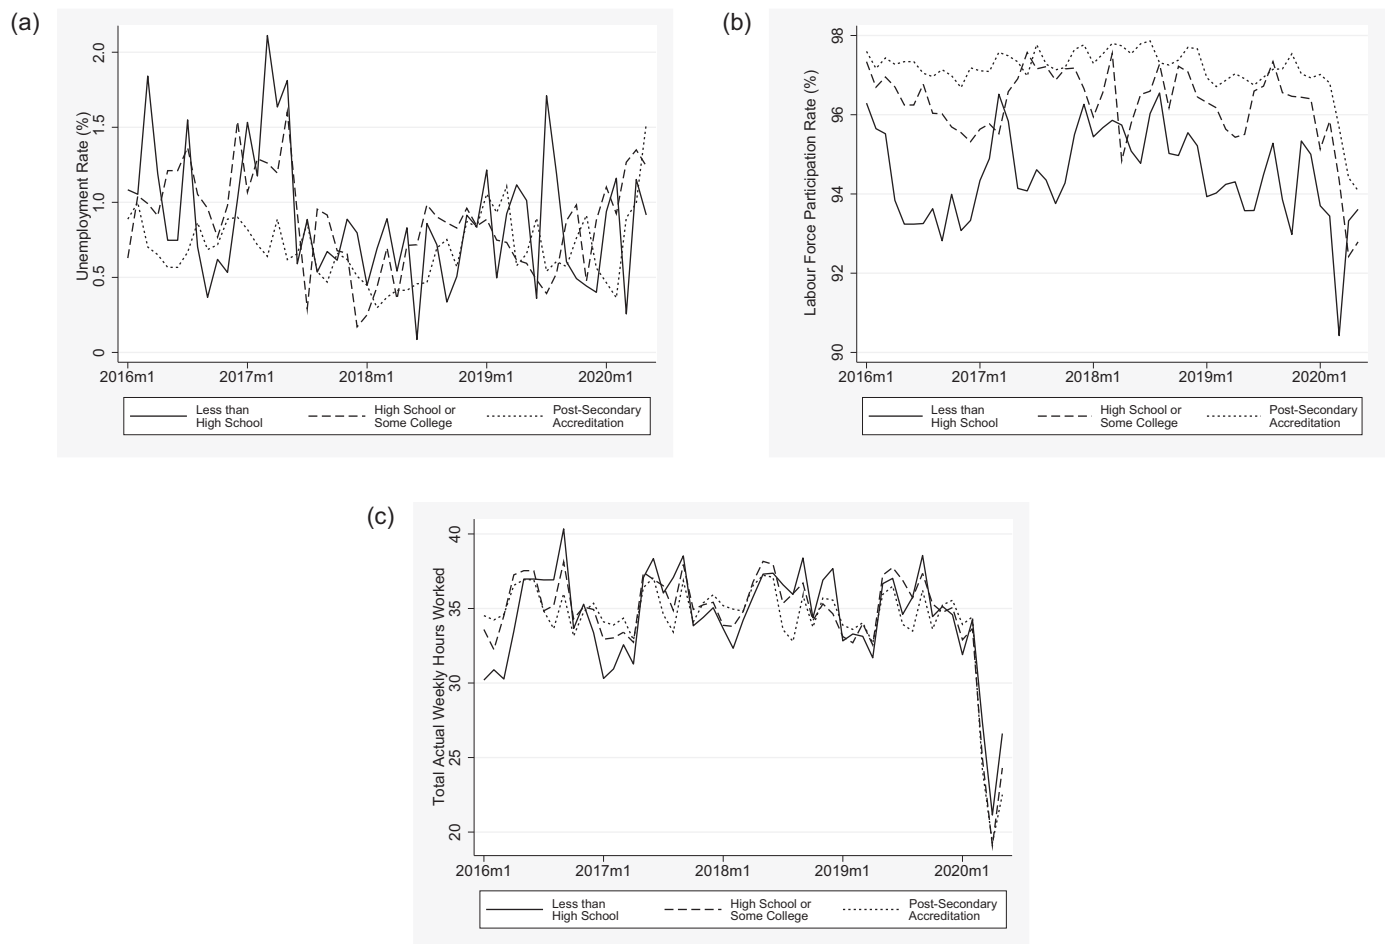 (a)
Unemployment Rate (%)
2.0
1.5
1.0
0.5
0
2016m1 2017m1 2018m1 2019m1 2020m1
Less than High School
High School or Some College
Post-Secondary Accreditation
(b)
Labour Force Participation Rate (%)
98
96
94
92
90
2016m1 2017m1 2018m1 2019m1 2020m1
Less than High School
High School or Some College
Post-Secondary Accreditation
(c)
Total Actual Weekly Hours Worked
40
35
30
25
20
2016m1 2017m1 2018m1 2019m1 2020m1
Less than High School
High School or Some College
Post-Secondary Accreditation